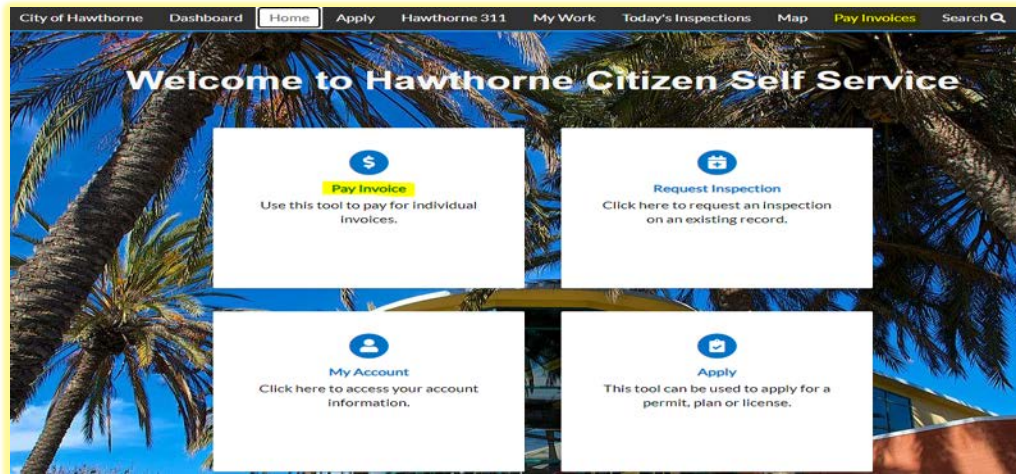 City of Hawthorne Dashboard Home Apply Hawthorne 311 My Work Today's Inspections Map Pay Invoices Search
Welcome to Hawthorne Citizen Self Service
Pay Invoice
Use this tool to pay for individual
invoices.
Request Inspection
Click here to request an inspection
on an existing record.
My Account
Click here to access your account
information.
Apply
This tool can be used to apply for a
permit, plan or license.